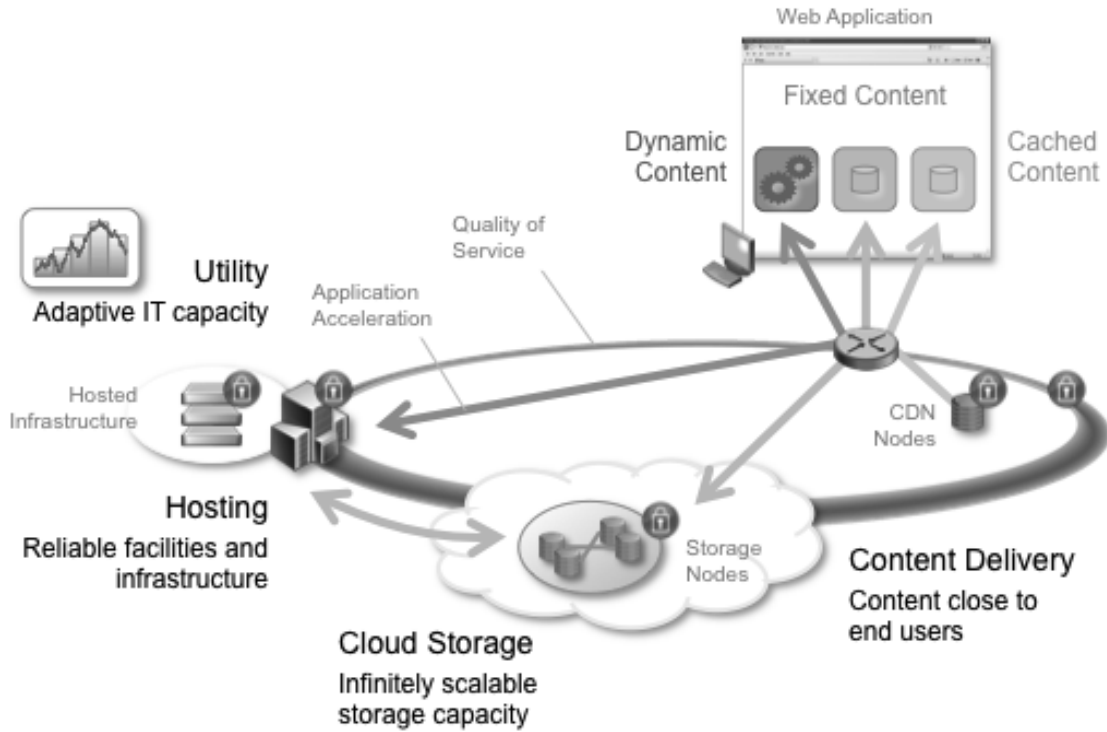 Web Application
Fixed Content
Dynamic
Content
Cached
Content
Quality of
Service
Utility
Adaptive IT capacity
Application
Acceleration
Hosted
Infrastructure
CDN
Nodes
Hosting
Reliable facilities and
infrastructure
Storage
Nodes
Content Delivery
Content close to
end users
Cloud Storage
Infinitely scalable
storage capacity